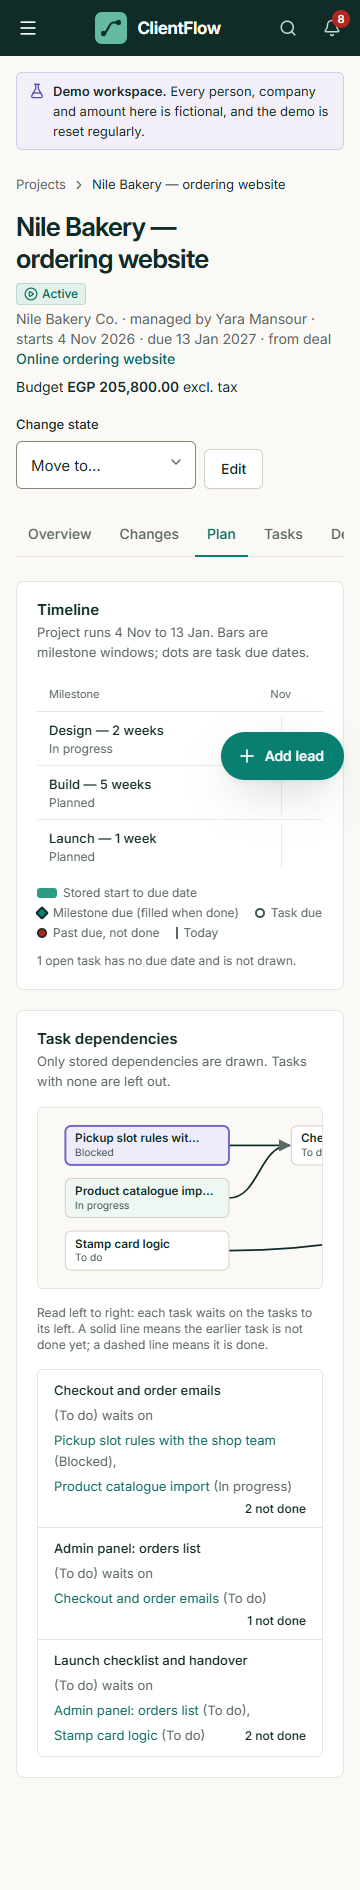 ClientFlow
8
Demo workspace. Every person, company
and amount here is fictional, and the demo is
reset regularly.
Projects > Nile Bakery — ordering website
Nile Bakery —
ordering website
Active
Nile Bakery Co. · managed by Yara Mansour ·
starts 4 Nov 2026 · due 13 Jan 2027 · from deal
Online ordering website
Budget EGP 205,800.00 excl. tax
Change state
Move to...
Edit
Overview Changes Plan Tasks De
Timeline
Project runs 4 Nov to 13 Jan. Bars are
milestone windows; dots are task due dates.
Milestone Nov
Design — 2 weeks
In progress
Add lead
Build — 5 weeks
Planned
Launch — 1 week
Planned
Stored start to due date
Milestone due (filled when done) Task due
Past due, not done Today
1 open task has no due date and is not drawn.
Task dependencies
Only stored dependencies are drawn. Tasks
with none are left out.
Pickup slot rules wit... Che
Blocked To d
Product catalogue imp...
In progress
Stamp card logic
To do
Read left to right: each task waits on the tasks to
its left. A solid line means the earlier task is not
done yet; a dashed line means it is done.
Checkout and order emails
(To do) waits on
Pickup slot rules with the shop team
(Blocked),
Product catalogue import (In progress)
2 not done
Admin panel: orders list
(To do) waits on
Checkout and order emails (To do)
1 not done
Launch checklist and handover
(To do) waits on
Admin panel: orders list (To do),
Stamp card logic (To do) 2 not done